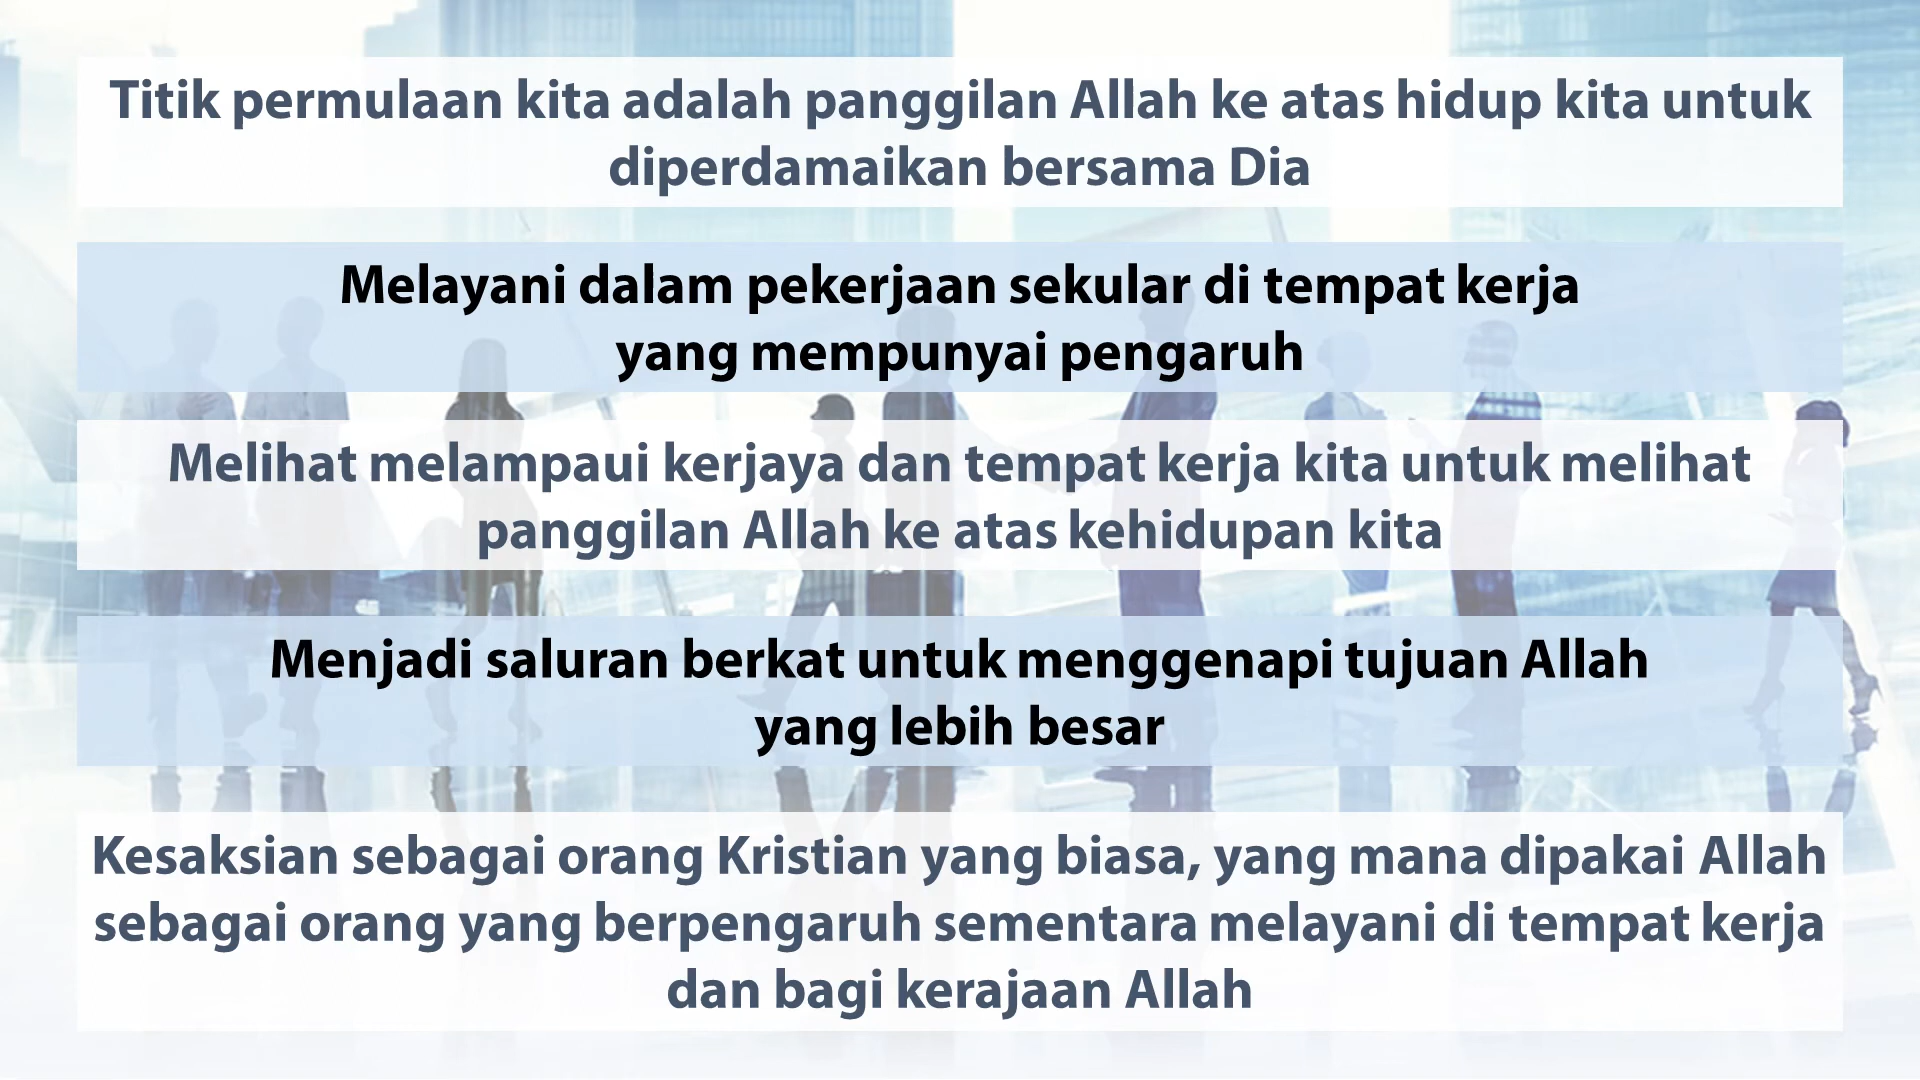 Titik permulaan kita adalah panggilan Allah ke atas hidup kita untuk
diperdamaikan bersama Dia
Melayani dalam pekerjaan sekular di tempat kerja
yang mempunyai pengaruh
Melihat melampaui kerjaya dan tempat kerja kita untuk melihat
panggilan Allah ke atas kehidupan kita
Menjadi saluran berkat untuk menggenapi tujuan Allah
yang lebih besar
Kesaksian sebagai orang Kristian yang biasa, yang mana dipakai Allah
sebagai orang yang berpengaruh sementara melayani di tempat kerja
dan bagi kerajaan Allah